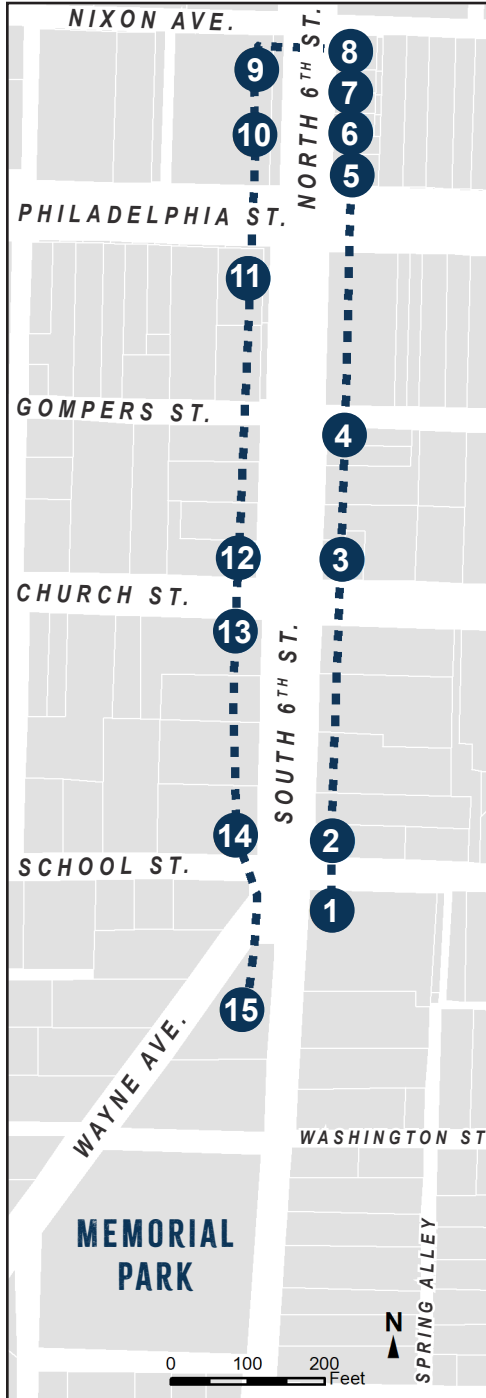 NIXON AVE.
NORTH 6TH ST.
8
9
7
10
6
5
PHILADELPHIA ST.
11
GOMPERS ST.
4
12
3
CHURCH ST.
13
SOUTH 6TH ST.
14
2
SCHOOL ST.
1
15
WAYNE AVE.
WASHINGTON ST
MEMORIAL
PARK
SPRING ALLEY
N
0 100 200
Feet